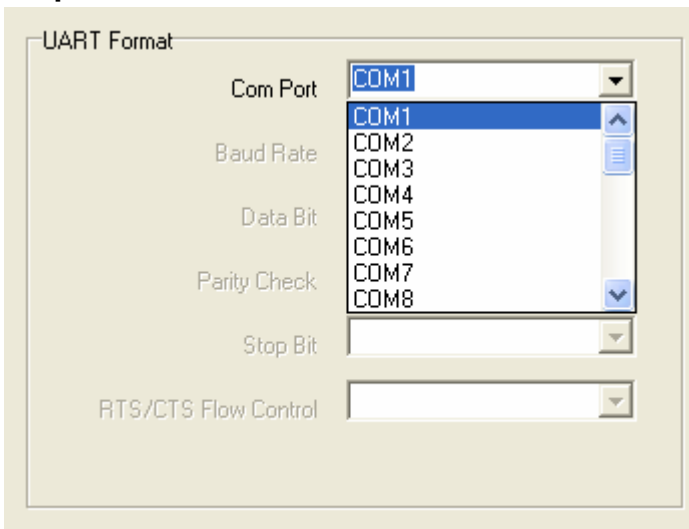 UART Format
Com Port COM1
COM1
COM2
Baud Rate
COM3
COM4
Data Bit COM5
COM6
Parity Check COM7
COM8
Stop Bit
RTS/CTS Flow Control